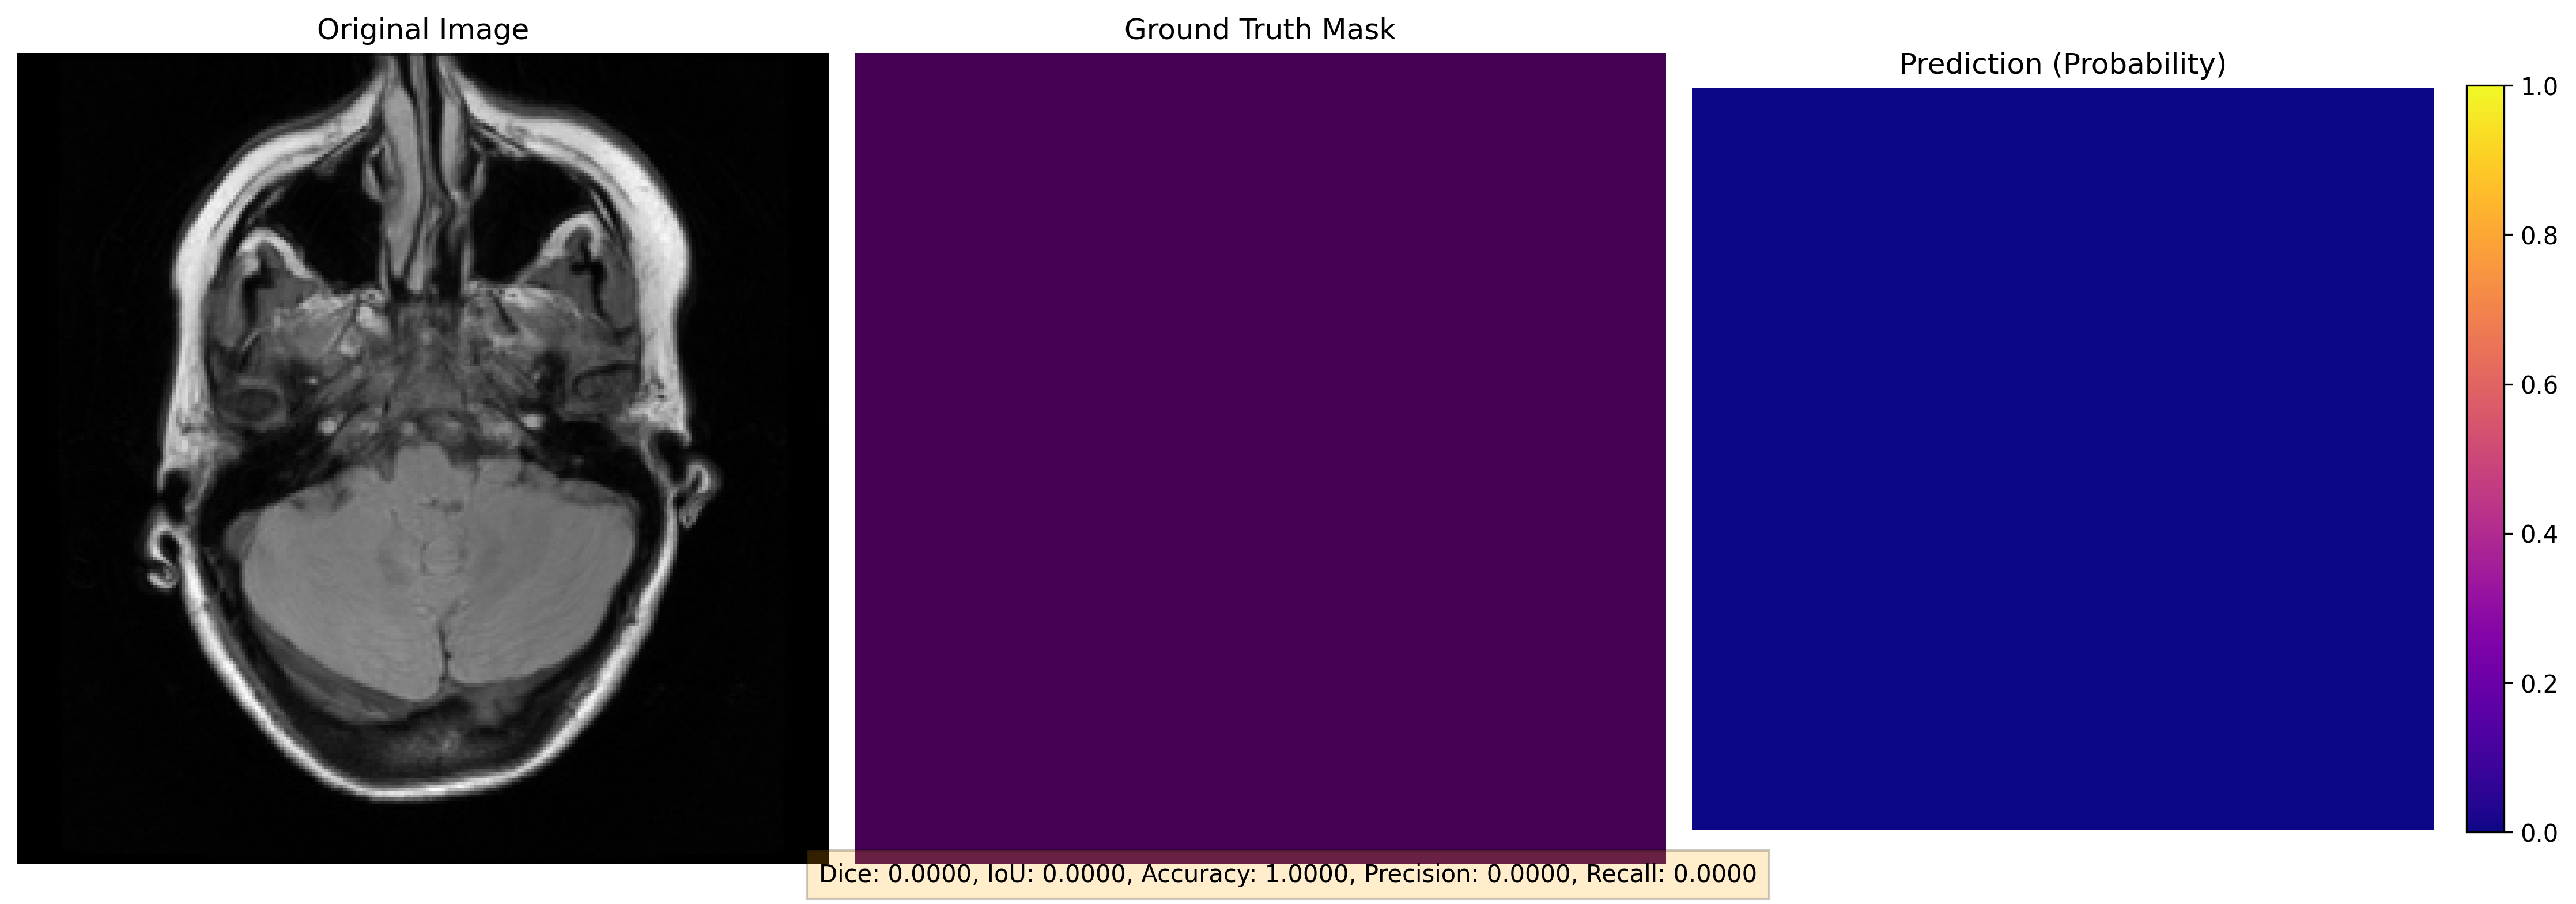 Original Image
Ground Truth Mask
Prediction (Probability)
1.0
0.8
0.6
0.4
0.2
0.0
Dice: 0.0000, IoU: 0.0000, Accuracy: 1.0000, Precision: 0.0000, Recall: 0.0000